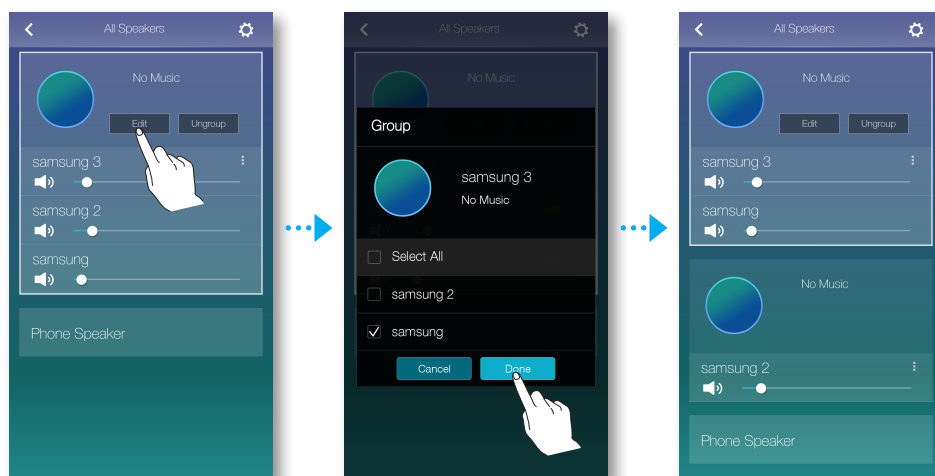 All Speakers
No Music
Edit Ungroup
samsung 3
samsung 2
samsung
Phone Speaker
All Speakers
No Music
Group
samsung 3
No Music
Select All
samsung 2
samsung
Cancel Done
All Speakers
No Music
Edit Ungroup
samsung 3
samsung
No Music
samsung 2
Phone Speaker